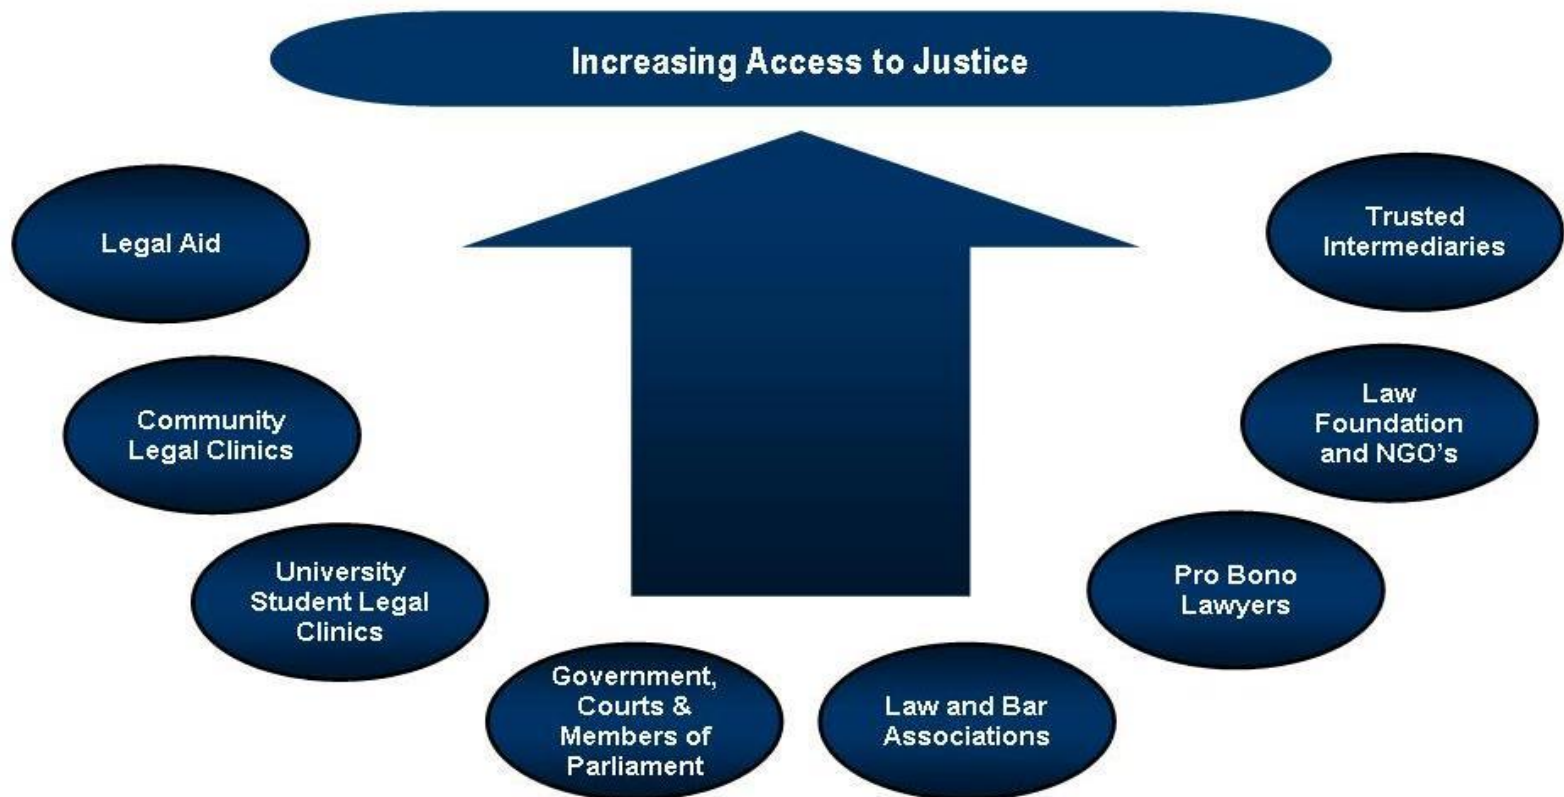 Increasing Access to Justice
Legal Aid
Community
Legal Clinics
University
Student Legal
Clinics
Government,
Courts &
Members of
Parliament
Law and Bar
Associations
Pro Bono
Lawyers
Law
Foundation
and NGO’s
Trusted
Intermediaries